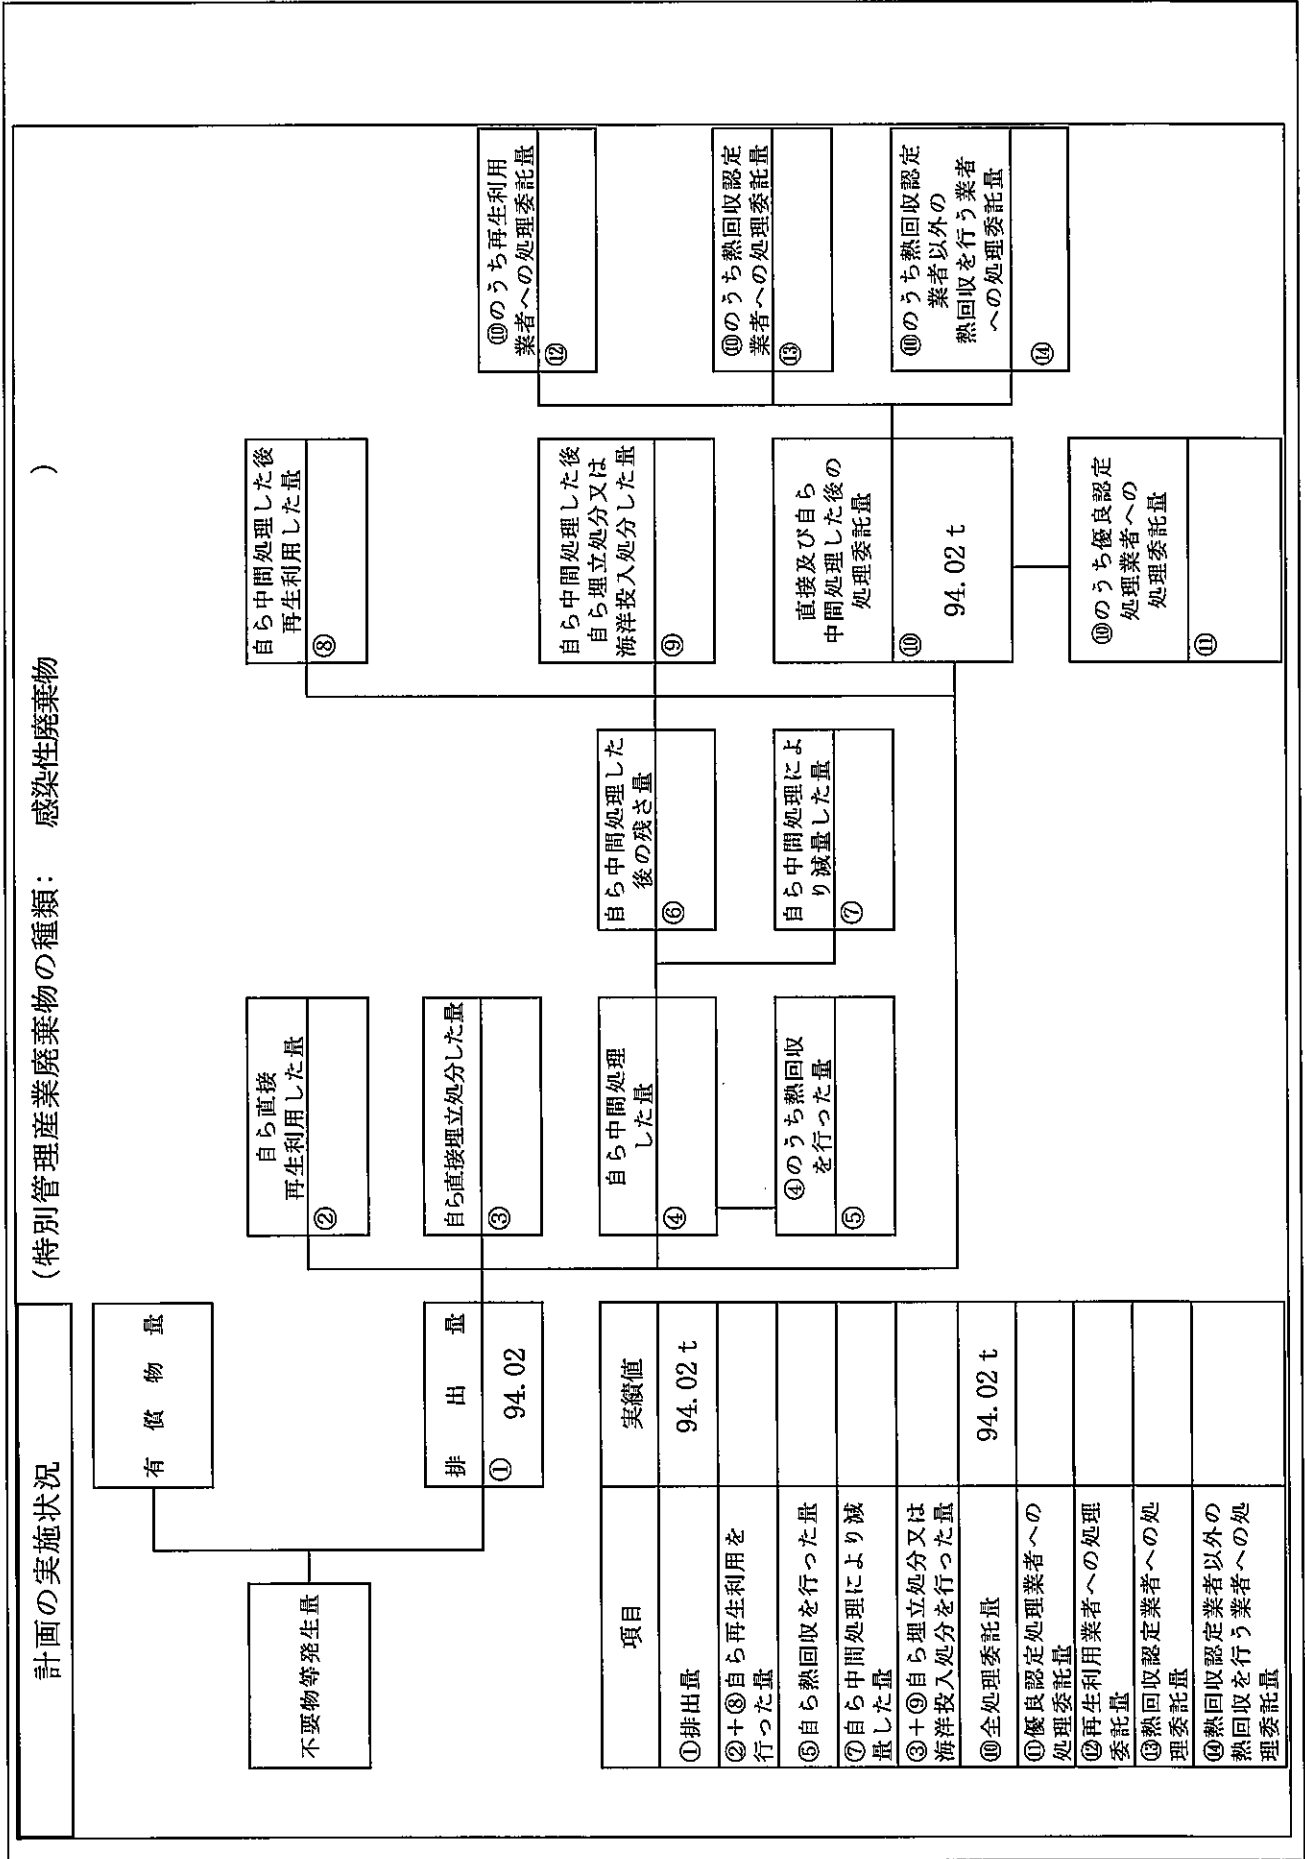 計画の実施状況
(特別管理産業廃棄物の種類: 感染性廃棄物 )
不要物等発生量
有償物量
排出量
① 94.02
自ら直接
再生利用した量
②
自ら直接埋立処分した量
③
自ら中間処理
した量
④
④のうち熱回収
を行った量
⑤
自ら中間処理した
後の残さ量
⑥
自ら中間処理によ
り減量した量
⑦
自ら中間処理した後
再生利用した量
⑧
自ら中間処理した後
自ら埋立処分又は
海洋投入処分した量
⑨
直接及び自ら
中間処理した後の
処理委託量
⑩ 94.02 t
⑩のうち優良認定
処理業者への
処理委託量
⑪
⑩のうち再生利用
業者への処理委託量
⑫
⑩のうち熱回収認定
業者への処理委託量
⑬
⑩のうち熱回収認定
業者以外の
熱回収を行う業者
への処理委託量
⑭
項目 実績値
①排出量 94.02 t
②+⑧自ら再生利用を
行った量
⑤自ら熱回収を行った量
⑦自ら中間処理により減
量した量
③+⑨自ら埋立処分又は
海洋投入処分を行った量
⑩全処理委託量 94.02 t
⑪優良認定処理業者への
処理委託量
⑫再生利用業者への処理
委託量
⑬熱回収認定業者への処
理委託量
⑭熱回収認定業者以外の
熱回収を行う業者への処
理委託量